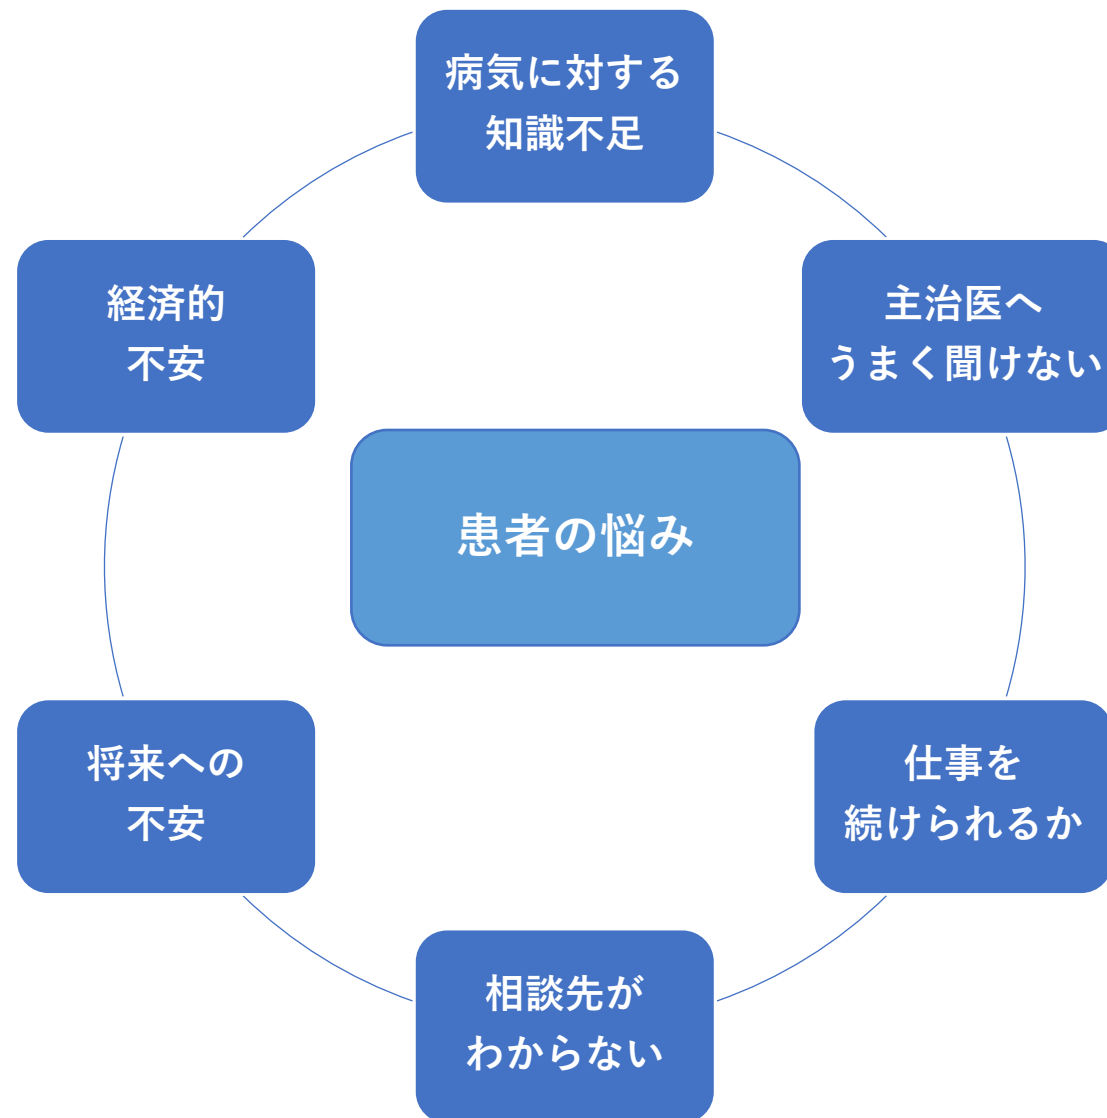 病気に対する
知識不足
経済的
不安
主治医へ
うまく聞けない
患者の悩み
将来への
不安
仕事を
続けられるか
相談先が
わからない